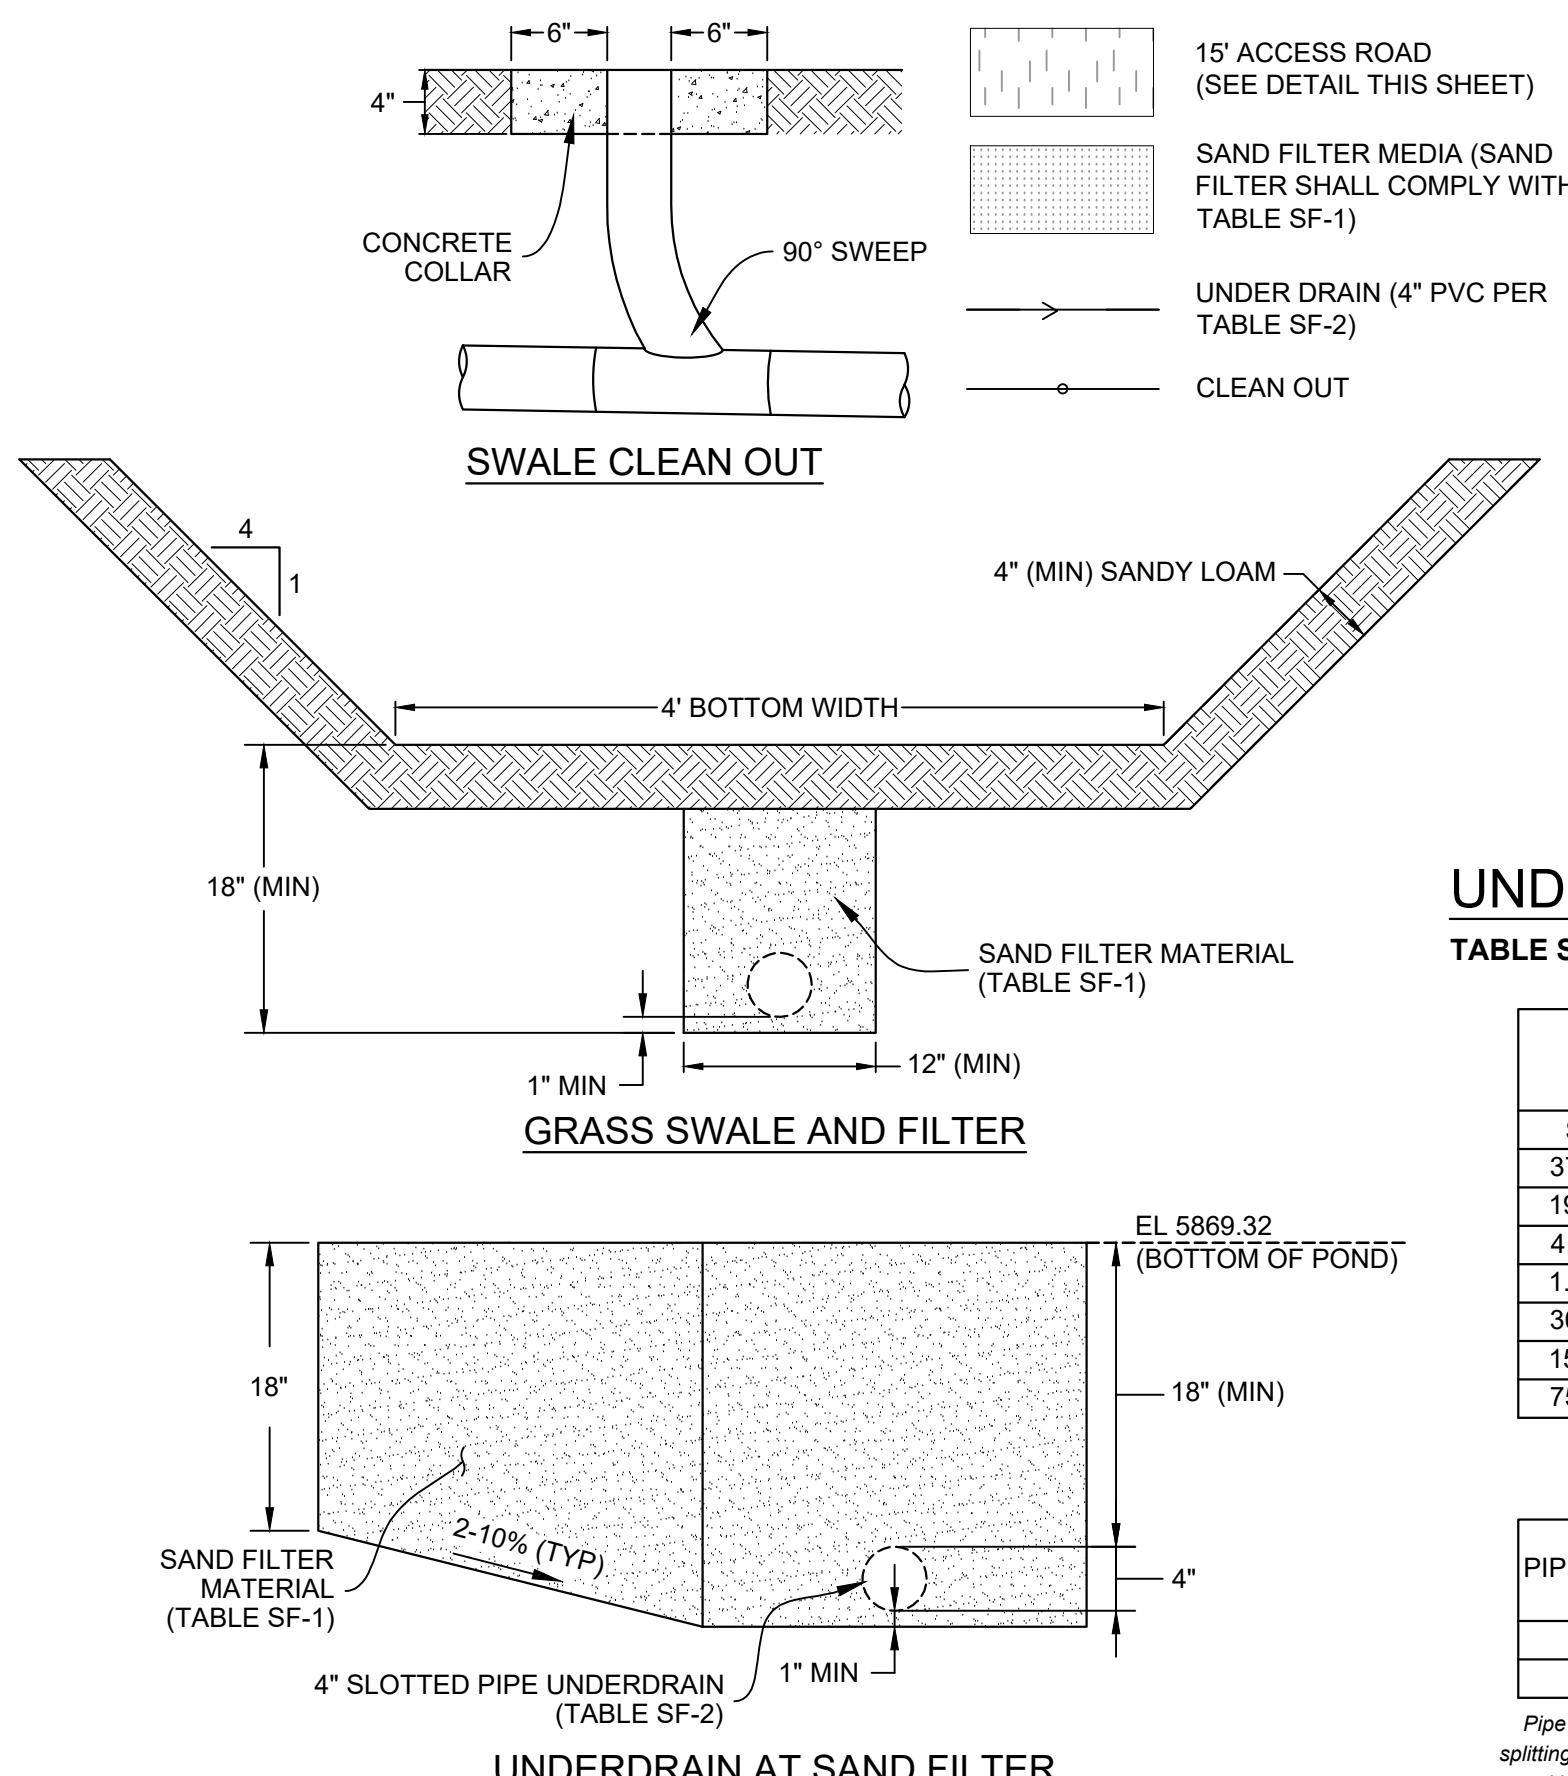 6"
6"
4"
CONCRETE
COLLAR
90° SWEEP
SWALE CLEAN OUT
15' ACCESS ROAD
(SEE DETAIL THIS SHEET)
SAND FILTER MEDIA (SAND
FILTER SHALL COMPLY WITH
TABLE SF-1)
UNDER DRAIN (4" PVC PER
TABLE SF-2)
CLEAN OUT
4
1
4" (MIN) SANDY LOAM
4' BOTTOM WIDTH
18" (MIN)
SAND FILTER MATERIAL
(TABLE SF-1)
1" MIN
12" (MIN)
GRASS SWALE AND FILTER
EL 5869.32
(BOTTOM OF POND)
18"
18" (MIN)
2-10% (TYP)
SAND FILTER
MATERIAL
(TABLE SF-1)
4"
1" MIN
4" SLOTTED PIPE UNDERDRAIN
(TABLE SF-2)
UNDERDRAIN AT SAND FILTER
TABLE
Pipe
splitting